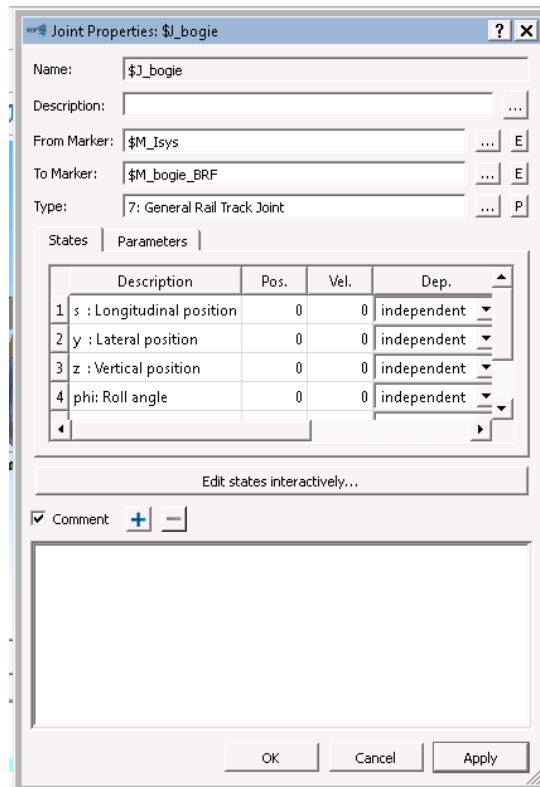 Joint Properties: $J_bogie ? X
Name: $J_bogie
Description: ...
From Marker: $M_Isys ... E
To Marker: $M_bogie_BRF ... E
Type: 7: General Rail Track Joint ... P
States Parameters
Description Pos. Vel. Dep.
1 s : Longitudinal position 0 0 independent
2 y : Lateral position 0 0 independent
3 z : Vertical position 0 0 independent
4 phi: Roll angle 0 0 independent
Edit states interactively...
Comment + −
OK Cancel Apply